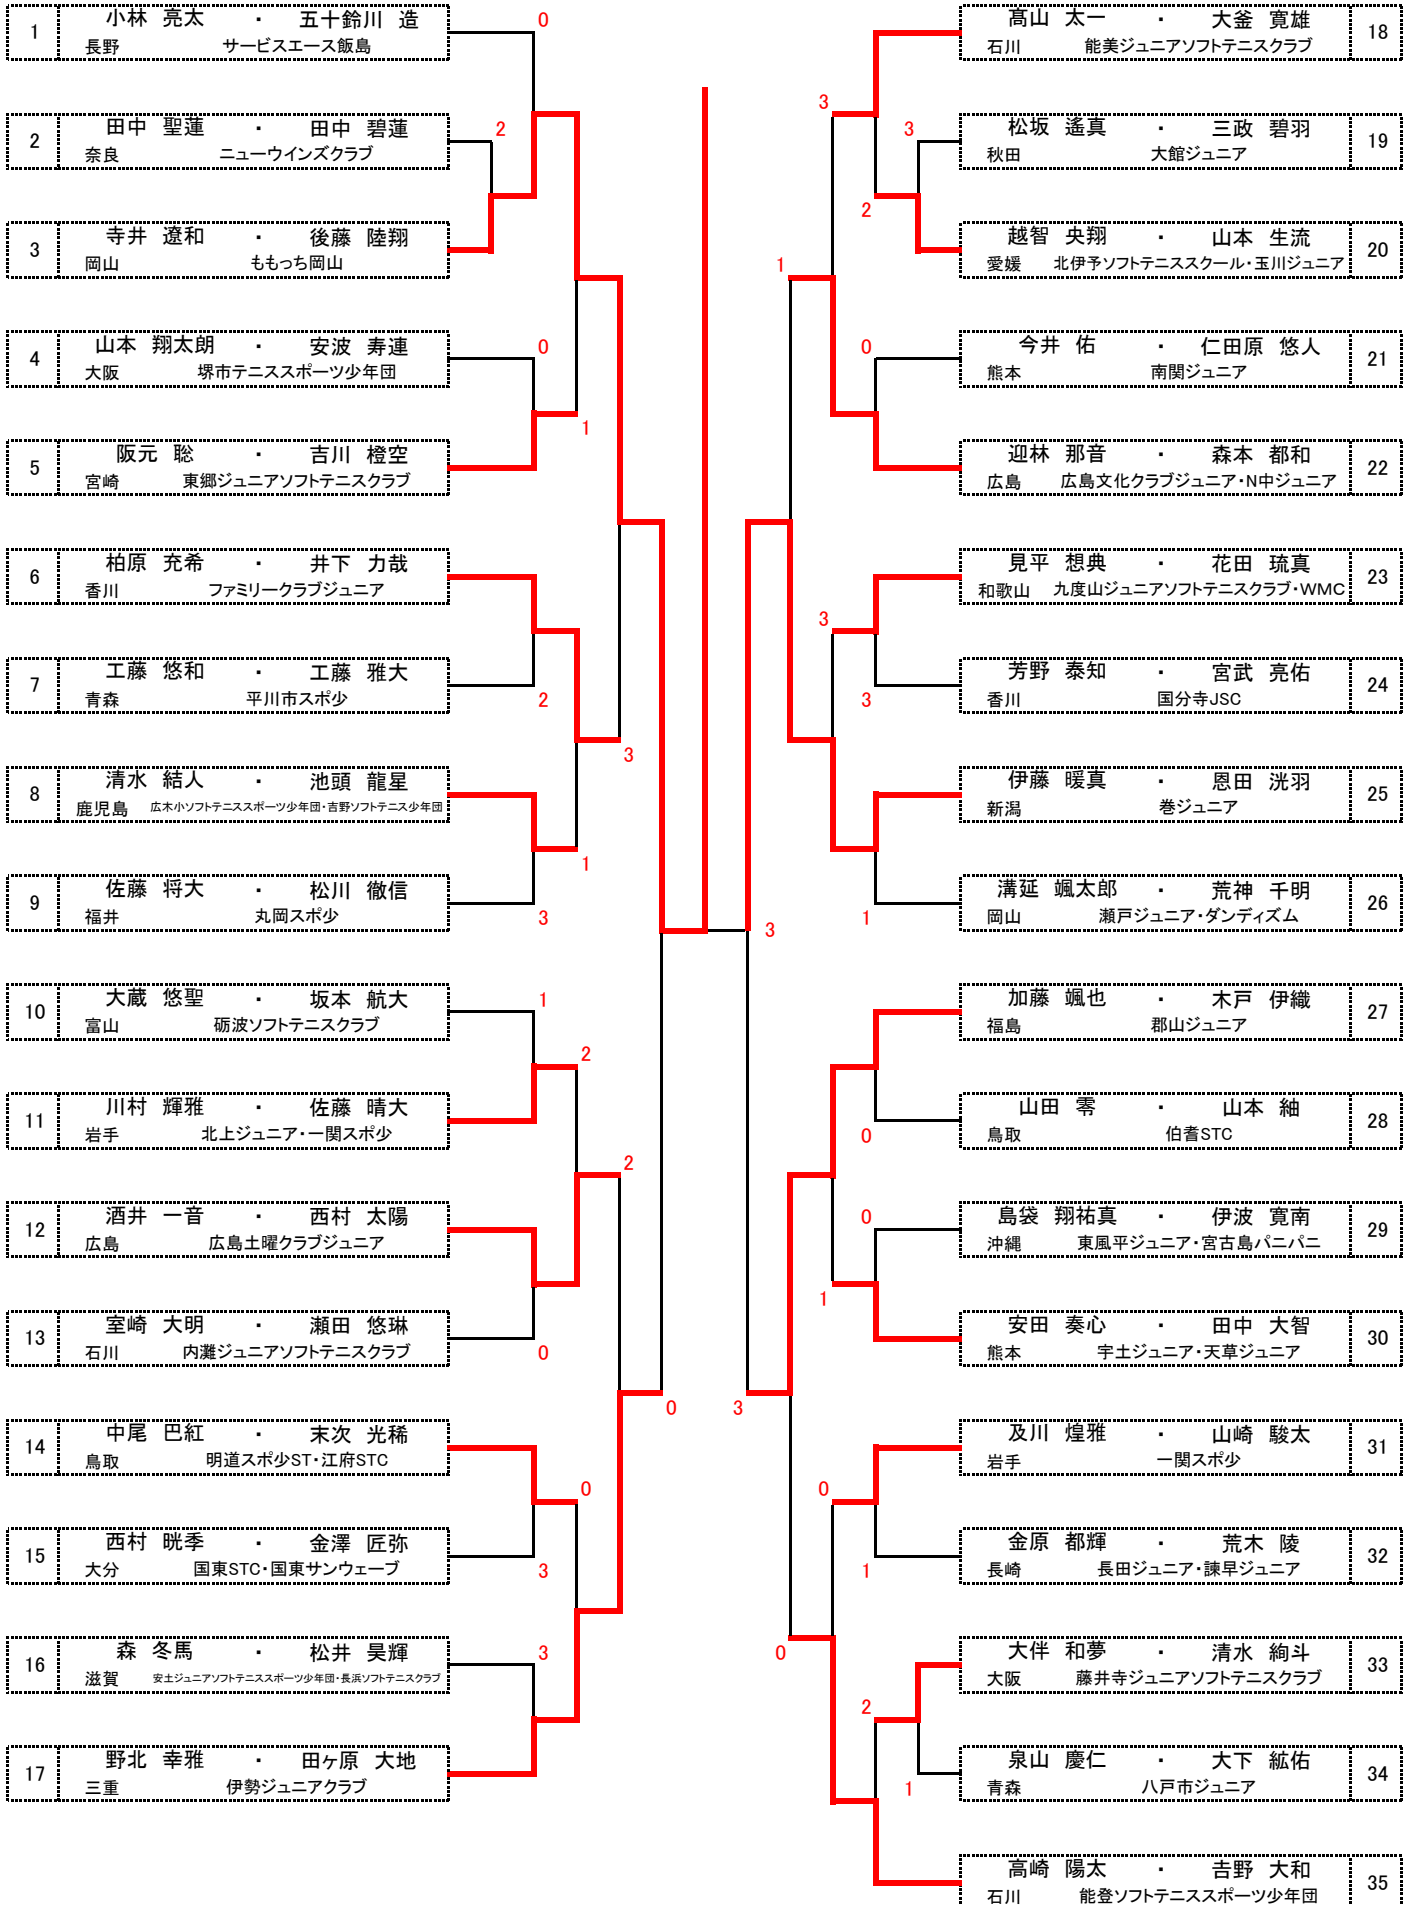 1 小林 亮太 ・ 五十鈴川 造
長野 サービスエース飯島
0
2 田中 聖蓮 ・ 田中 碧蓮
奈良 ニューウインズクラブ
2
3 寺井 遼和 ・ 後藤 陸翔
岡山 ももっち岡山
4 山本 翔太朗 ・ 安波 寿連
大阪 堺市テニススポーツ少年団
0
1
5 阪元 聡 ・ 吉川 橙空
宮崎 東郷ジュニアソフトテニスクラブ
6 柏原 充希 ・ 井下 力哉
香川 ファミリークラブジュニア
7 工藤 悠和 ・ 工藤 雅大
青森 平川市スポ少
2
3
8 清水 結人 ・ 池頭 龍星
鹿児島 広木小ソフトテニススポーツ少年団・吉野ソフトテニス少年団
1
9 佐藤 将大 ・ 松川 徹信
福井 丸岡スポ少
3
10 大蔵 悠聖 ・ 坂本 航大
富山 砺波ソフトテニスクラブ
1
2
11 川村 輝雅 ・ 佐藤 晴大
岩手 北上ジュニア・一関スポ少
2
12 酒井 一音 ・ 西村 太陽
広島 広島土曜クラブジュニア
13 室崎 大明 ・ 瀬田 悠琳
石川 内灘ジュニアソフトテニスクラブ
0
0
14 中尾 巴紅 ・ 末次 光稀
鳥取 明道スポ少ST・江府STC
0
15 西村 晄季 ・ 金澤 匠弥
大分 国東STC・国東サンウェーブ
3
16 森 冬馬 ・ 松井 昊輝
滋賀 安土ジュニアソフトテニススポーツ少年団・長浜ソフトテニスクラブ
3
17 野北 幸雅 ・ 田ヶ原 大地
三重 伊勢ジュニアクラブ
髙山 太一 ・ 大釜 寛雄 18
石川 能美ジュニアソフトテニスクラブ
3
松坂 遙真 ・ 三政 碧羽 19
秋田 大館ジュニア
3
2
越智 央翔 ・ 山本 生流 20
愛媛 北伊予ソフトテニススクール・玉川ジュニア
1
今井 佑 ・ 仁田原 悠人 21
熊本 南関ジュニア
0
迎林 那音 ・ 森本 都和 22
広島 広島文化クラブジュニア・N中ジュニア
見平 想典 ・ 花田 琉真 23
和歌山 九度山ジュニアソフトテニスクラブ・WMC
3
芳野 泰知 ・ 宮武 亮佑 24
香川 国分寺JSC
3
伊藤 暖真 ・ 恩田 洸羽 25
新潟 巻ジュニア
溝延 颯太郎 ・ 荒神 千明 26
岡山 瀬戸ジュニア・ダンディズム
1
3
加藤 颯也 ・ 木戸 伊織 27
福島 郡山ジュニア
山田 零 ・ 山本 紬 28
鳥取 伯耆STC
0
島袋 翔祐真 ・ 伊波 寛南 29
沖縄 東風平ジュニア・宮古島パニパニ
0
1
安田 奏心 ・ 田中 大智 30
熊本 宇土ジュニア・天草ジュニア
3
及川 煌雅 ・ 山崎 駿太 31
岩手 一関スポ少
0
金原 都輝 ・ 荒木 陵 32
長崎 長田ジュニア・諫早ジュニア
1
0
大伴 和夢 ・ 清水 絢斗 33
大阪 藤井寺ジュニアソフトテニスクラブ
2
泉山 慶仁 ・ 大下 紘佑 34
青森 八戸市ジュニア
1
高崎 陽太 ・ 吉野 大和 35
石川 能登ソフトテニススポーツ少年団